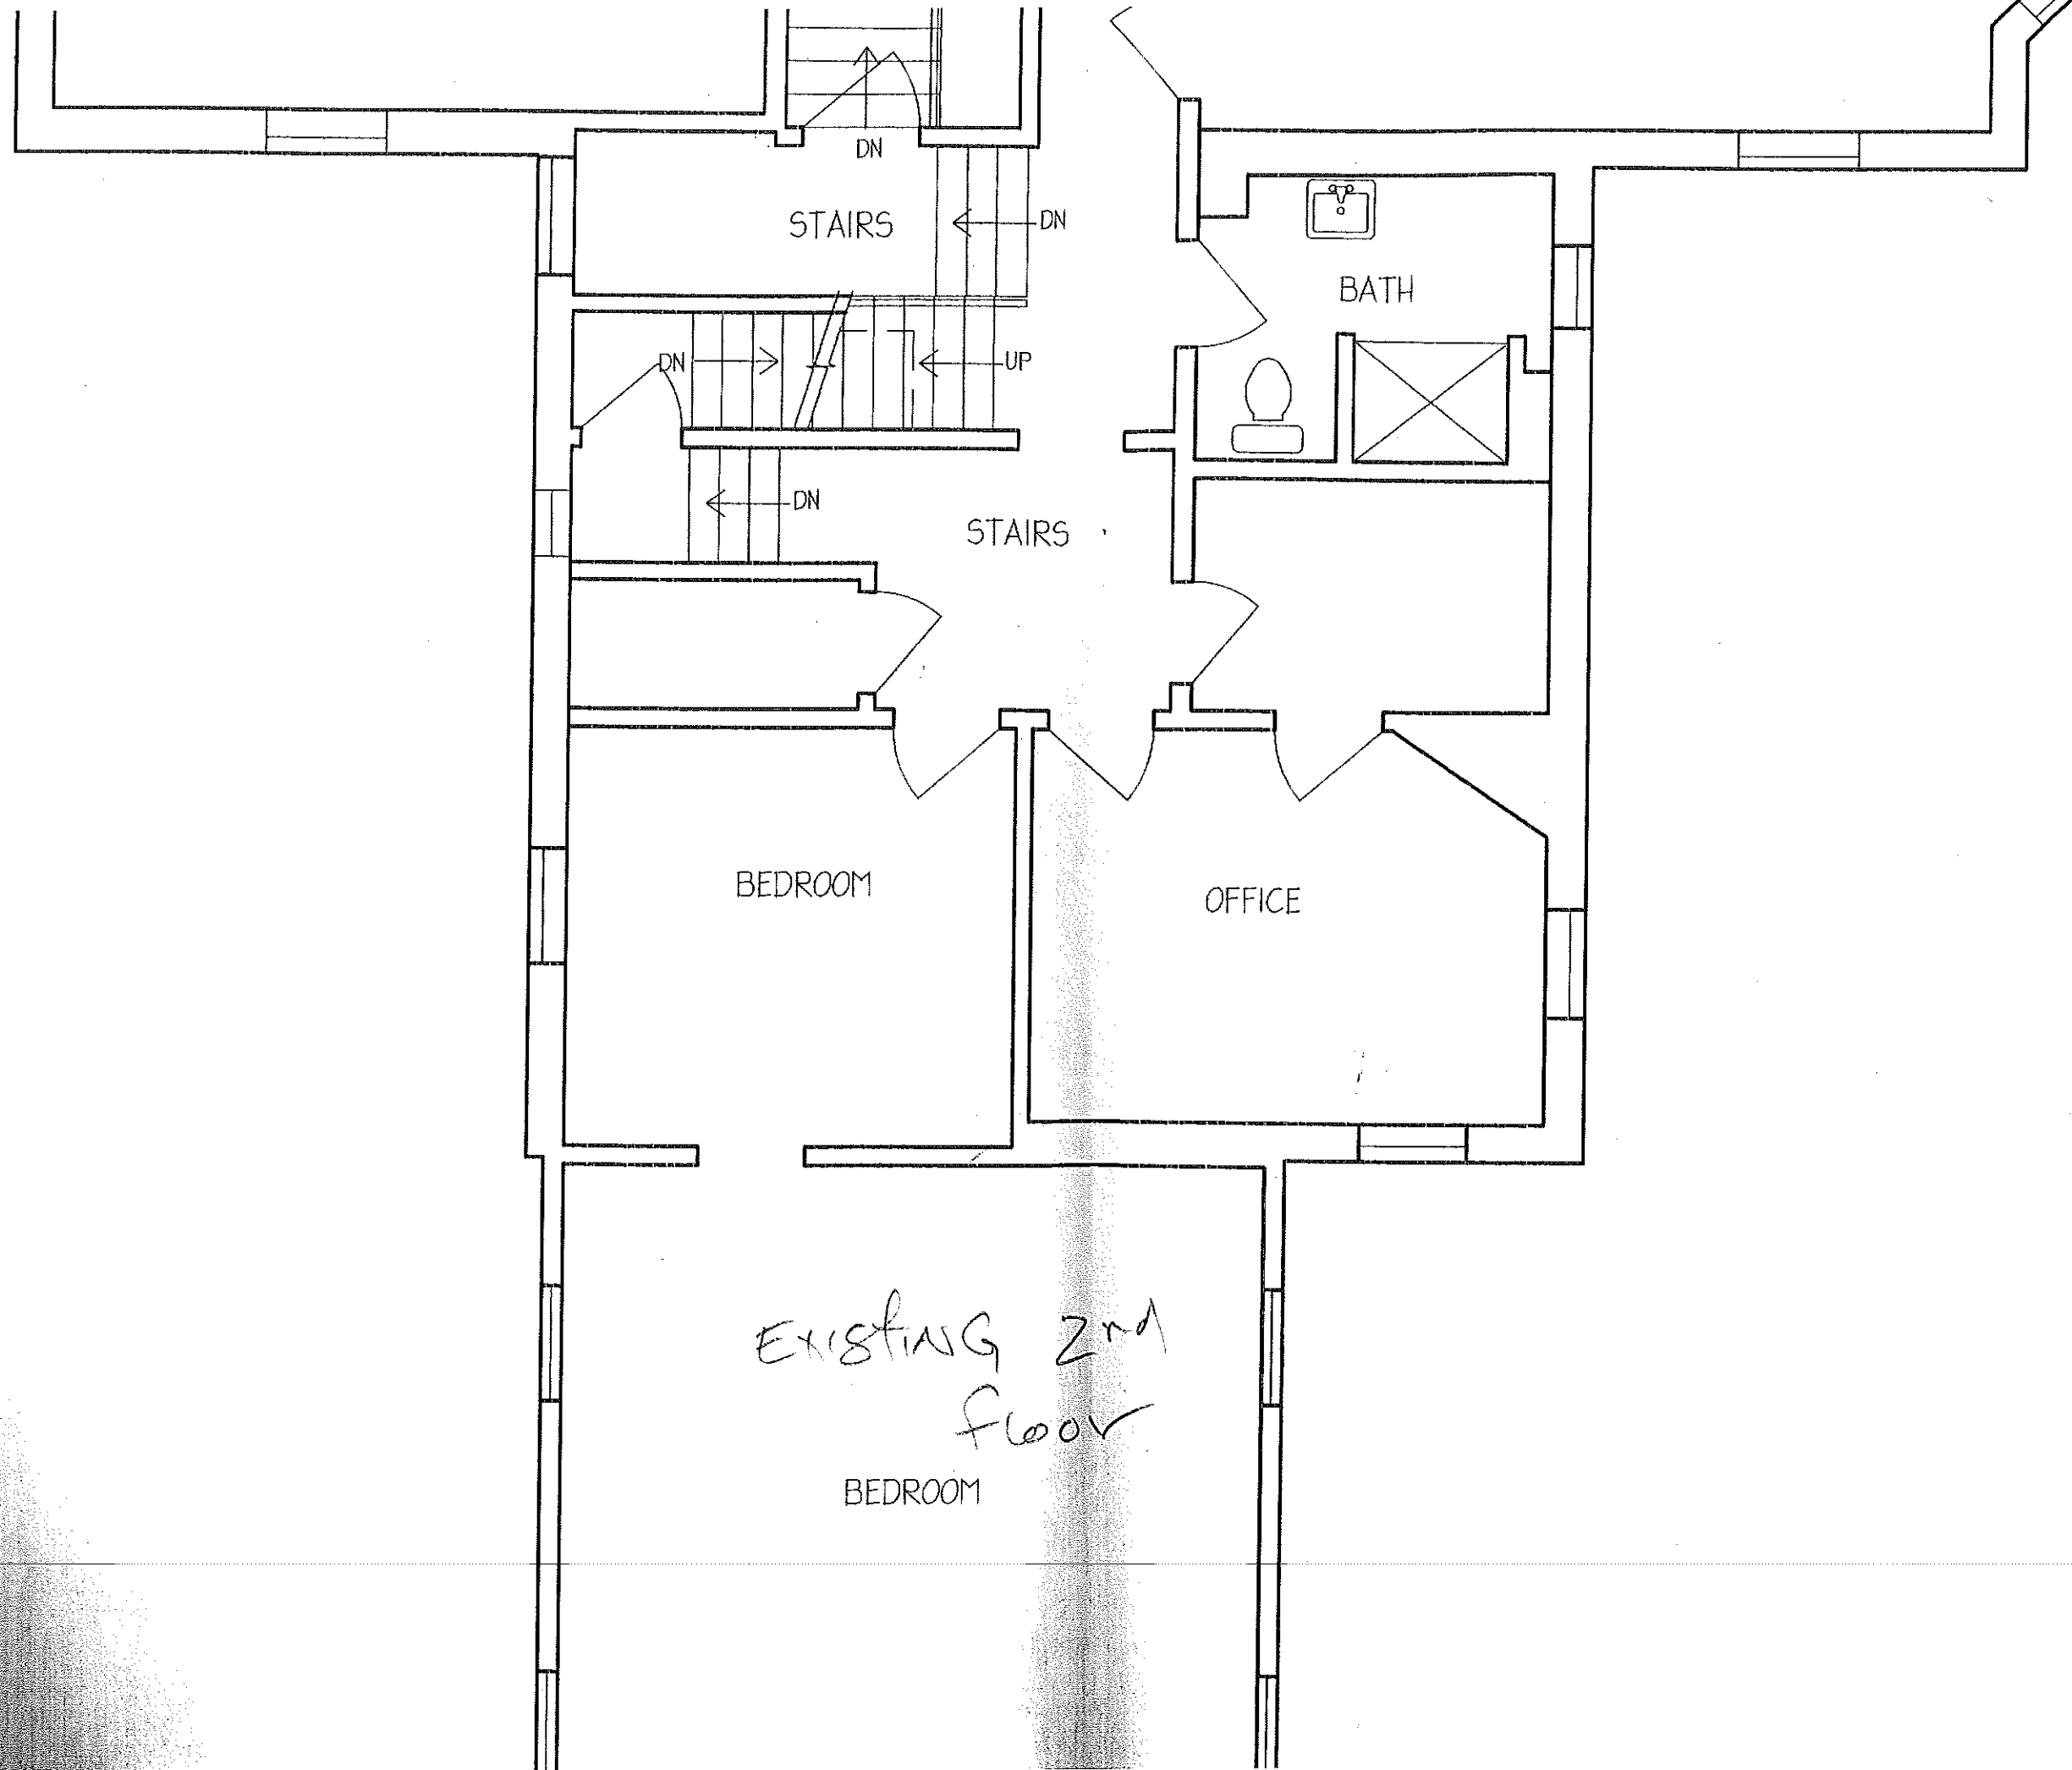 DN
STAIRS
DN
BATH
DN
UP
DN
STAIRS
BEDROOM
OFFICE
ExistiNG 2nd
floor
BEDROOM